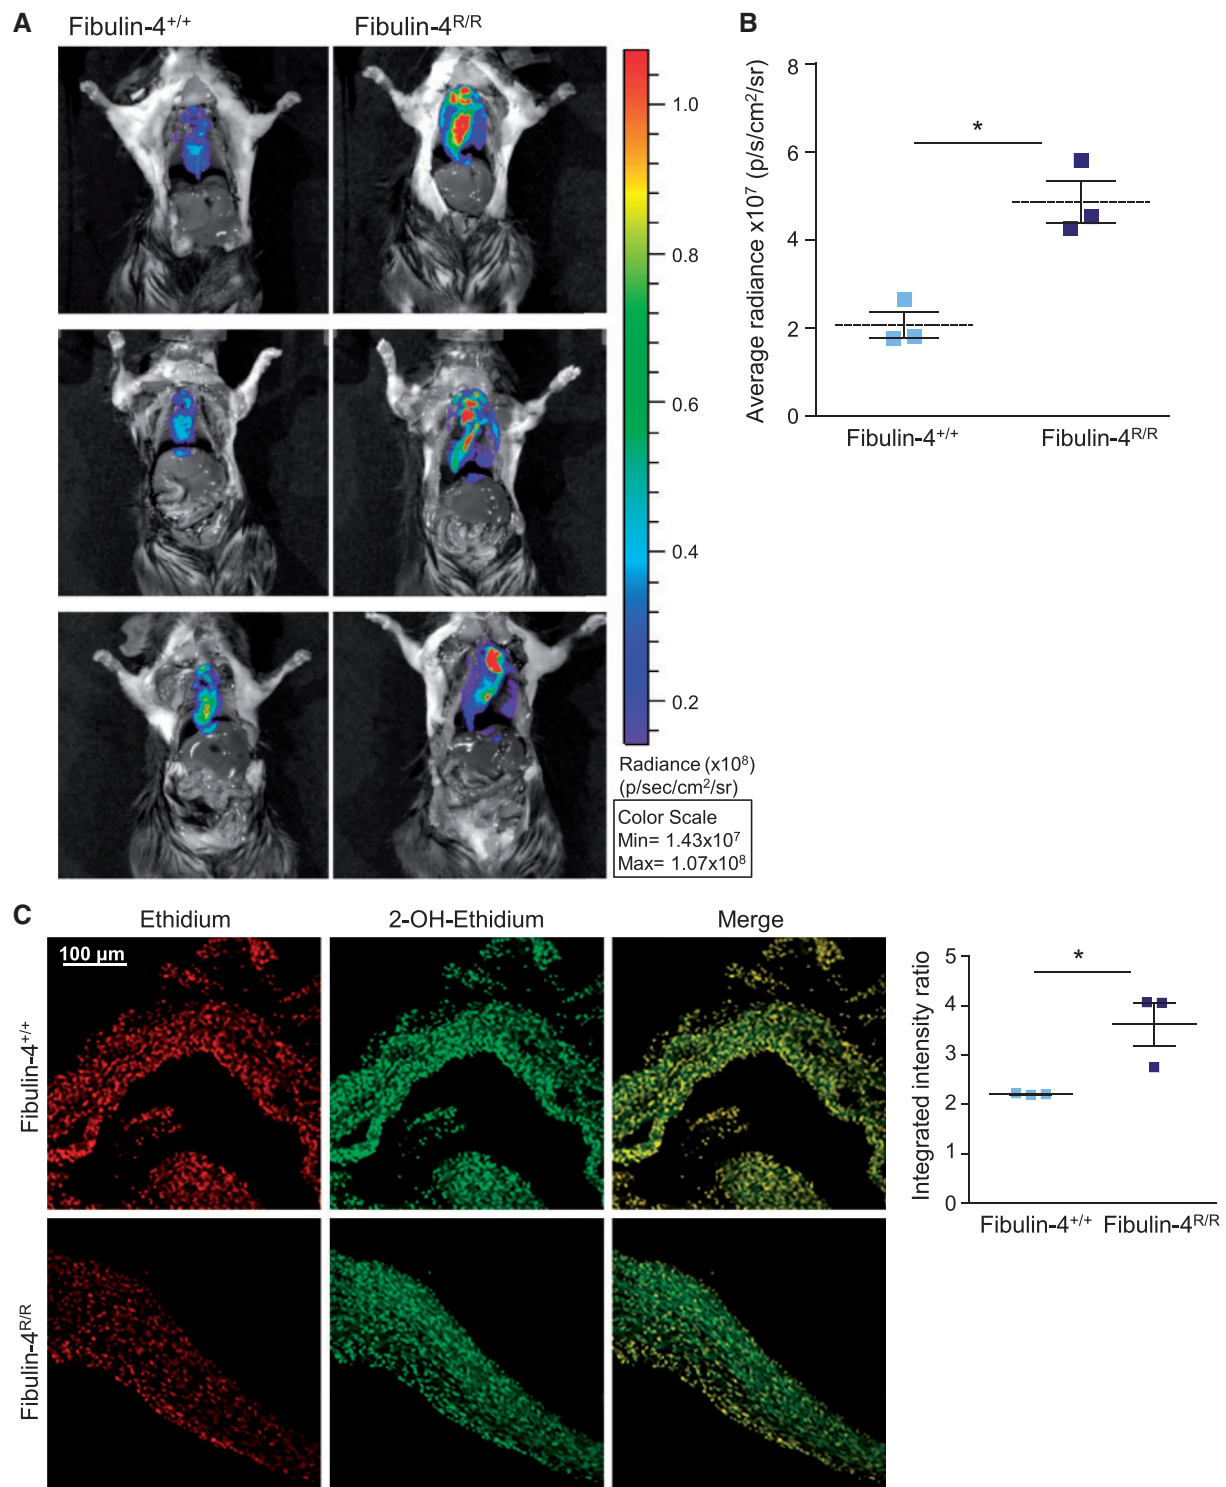 A
Fibulin-4+/+
Fibulin-4R/R
1.0
0.8
0.6
0.4
0.2
Radiance (x10⁸)
(p/sec/cm²/sr)
Color Scale
Min= 1.43x10⁷
Max= 1.07x10⁸
B
Average radiance x10⁷ (p/s/cm²/sr)
8
6
4
2
0
*
Fibulin-4+/+
Fibulin-4R/R
C
Ethidium
2-OH-Ethidium
Merge
100 µm
Fibulin-4+/+
Fibulin-4R/R
Integrated intensity ratio
5
4
3
2
1
0
*
Fibulin-4+/+
Fibulin-4R/R